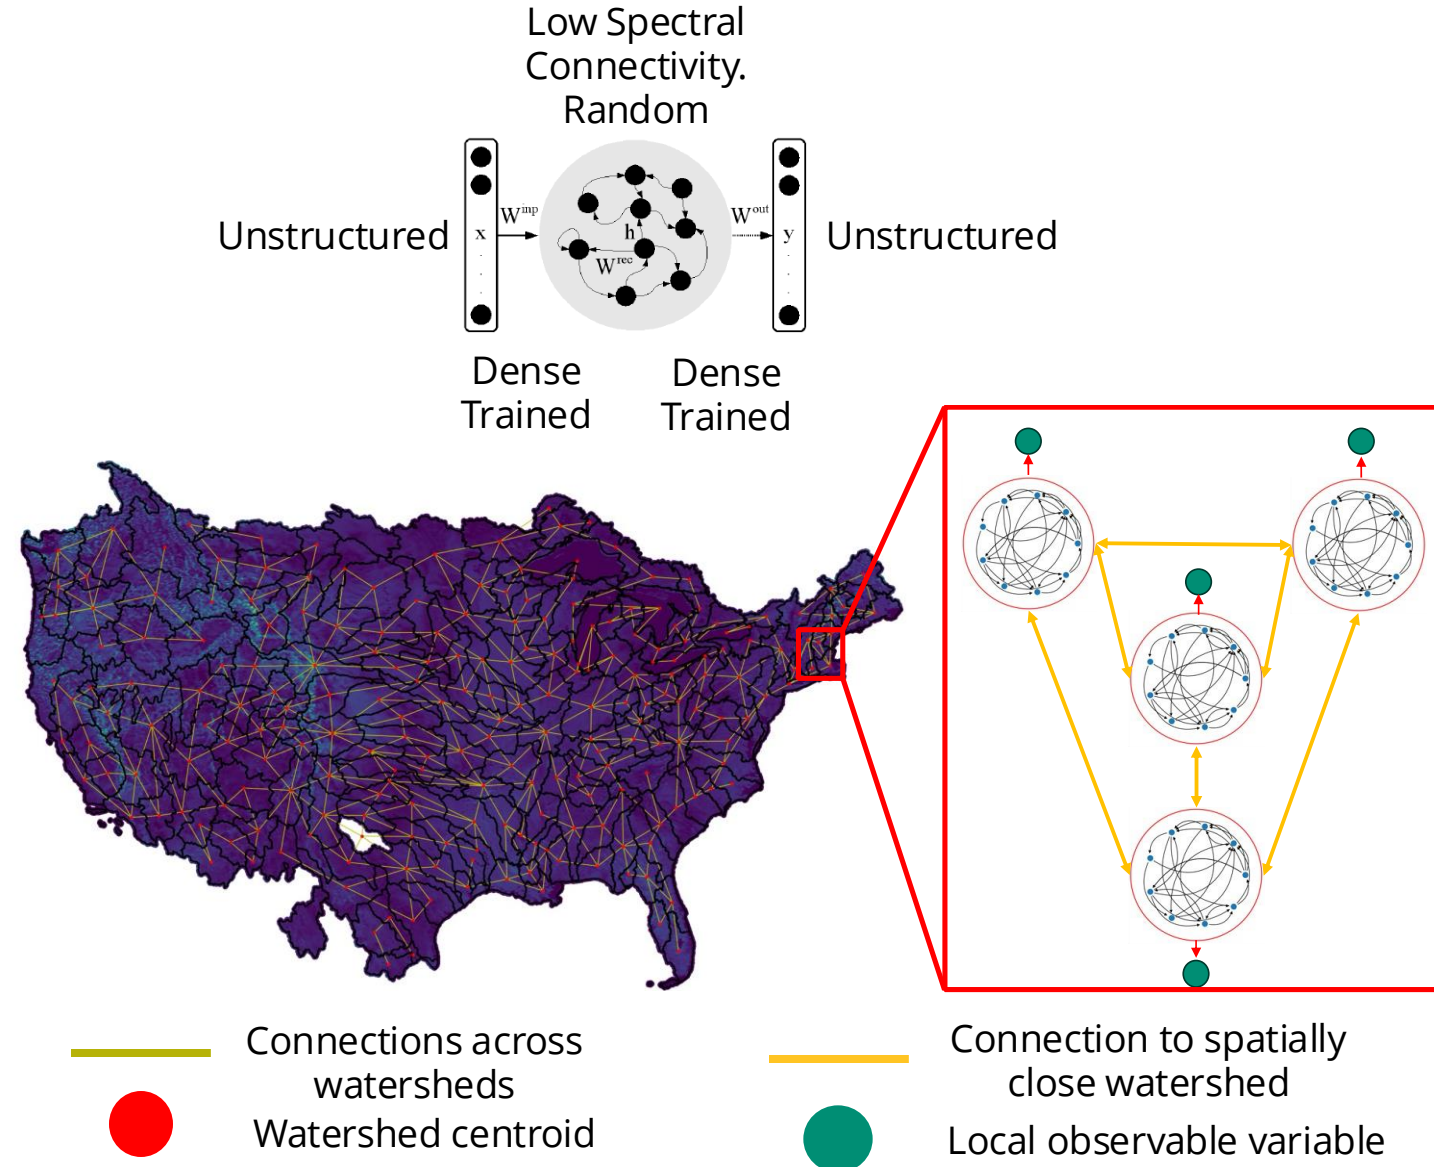 Low Spectral
Connectivity.
Random
Unstructured
x
W^inp
h
W^rec
W^out
y
Unstructured
Dense
Trained
Dense
Trained
Connections across
watersheds
Watershed centroid
Connection to spatially
close watershed
Local observable variable